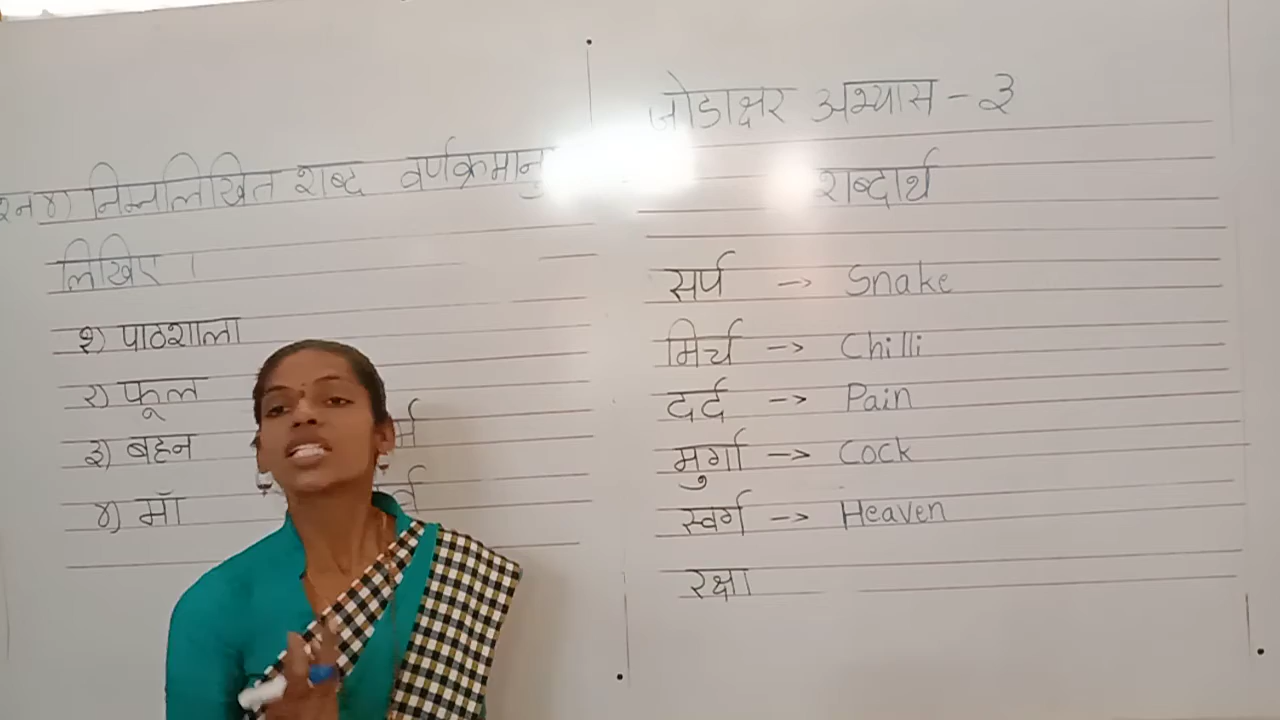 निम्नलिखित शब्द वर्णक्रमानु
लिखिए ।
१) पाठशाला
२) फूल
३) बहन
४) माँ
जोडाक्षर अभ्यास - ३
शब्दार्थ
सर्प -> Snake
मिर्च -> Chilli
दर्द -> Pain
मुर्गा -> Cock
स्वर्ग -> Heaven
रक्षा